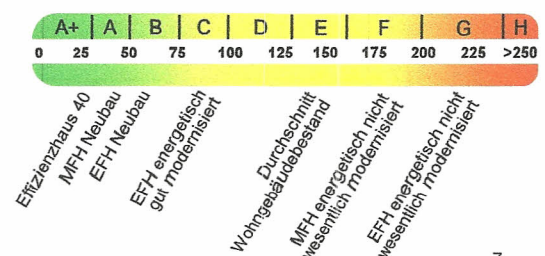 A+ A B C D E F G H
0 25 50 75 100 125 150 175 200 225 >250
Effizienzhaus 40
MFH Neubau
EFH Neubau
EFH energetisch
gut modernisiert
Durchschnitt
Wohngebäudebestand
MFH energetisch nicht
wesentlich modernisiert
EFH energetisch nicht
wesentlich modernisiert